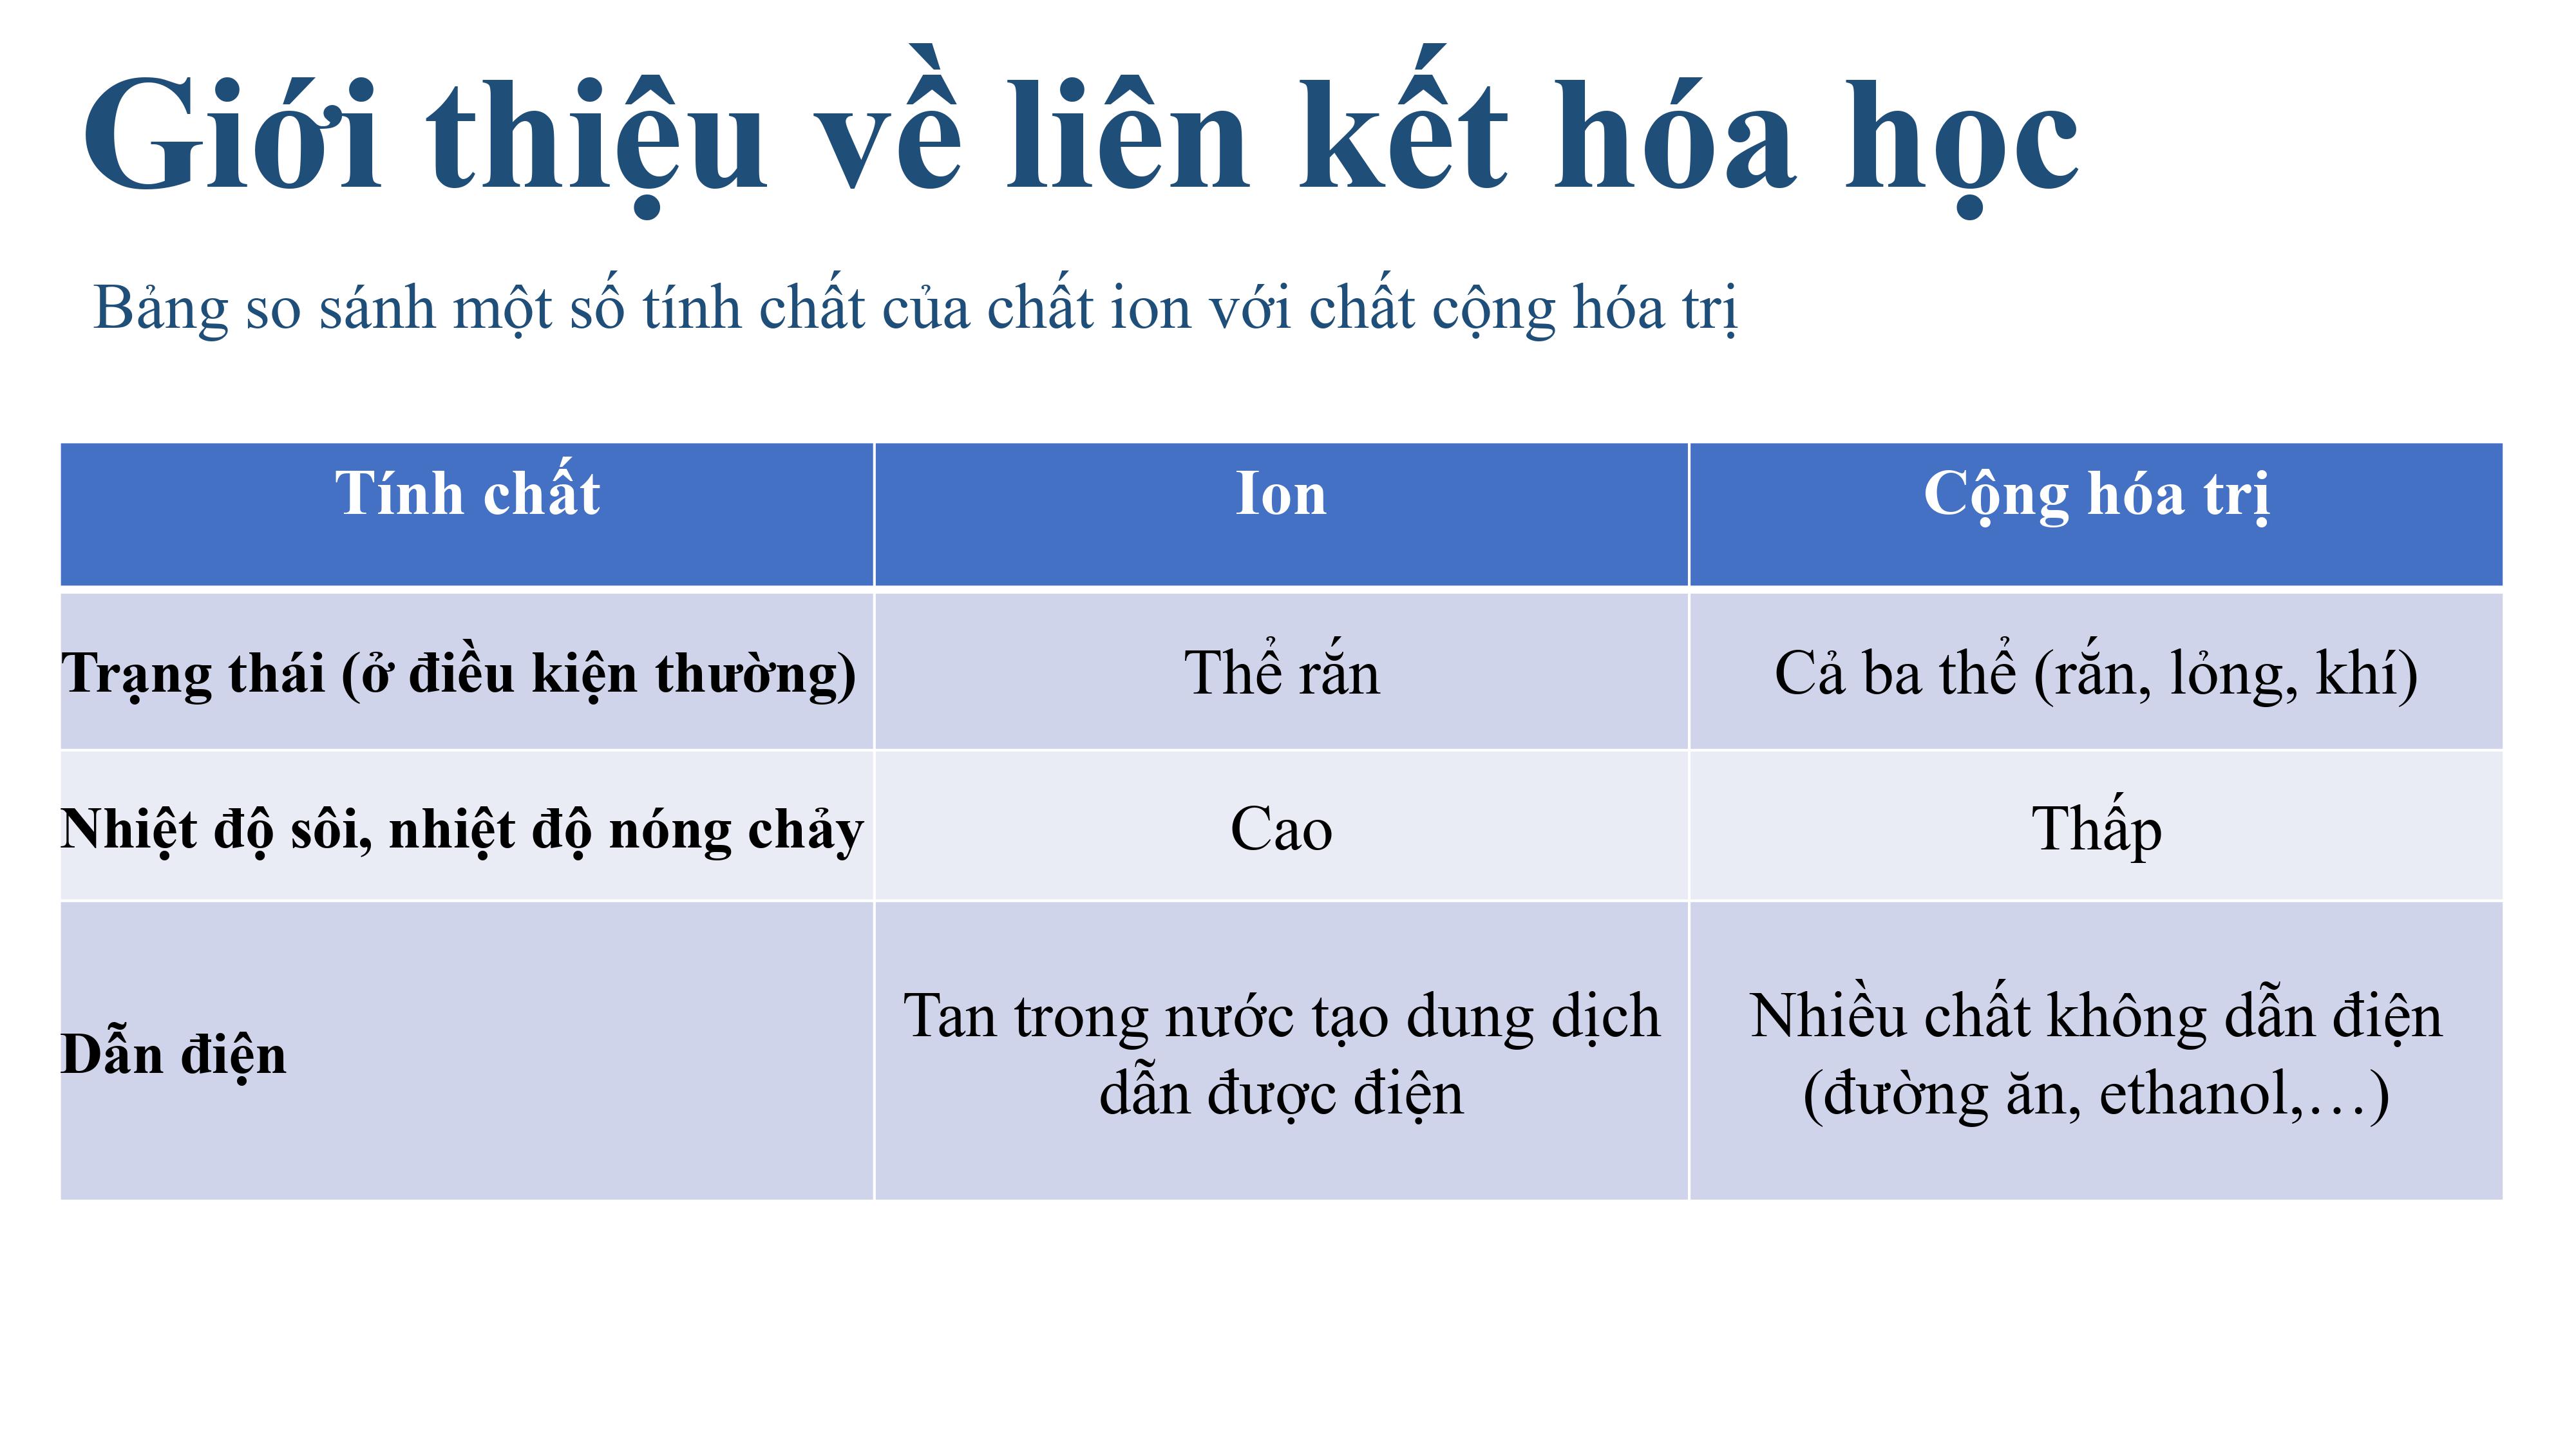 Giới thiệu về liên kết hóa học
Bảng so sánh một số tính chất của chất ion với chất cộng hóa trị
Tính chất
Ion
Cộng hóa trị
Trạng thái (ở điều kiện thường)
Thể rắn
Cả ba thể (rắn, lỏng, khí)
Nhiệt độ sôi, nhiệt độ nóng chảy
Cao
Thấp
Dẫn điện
Tan trong nước tạo dung dịch
dẫn được điện
Nhiều chất không dẫn điện
(đường ăn, ethanol,…)